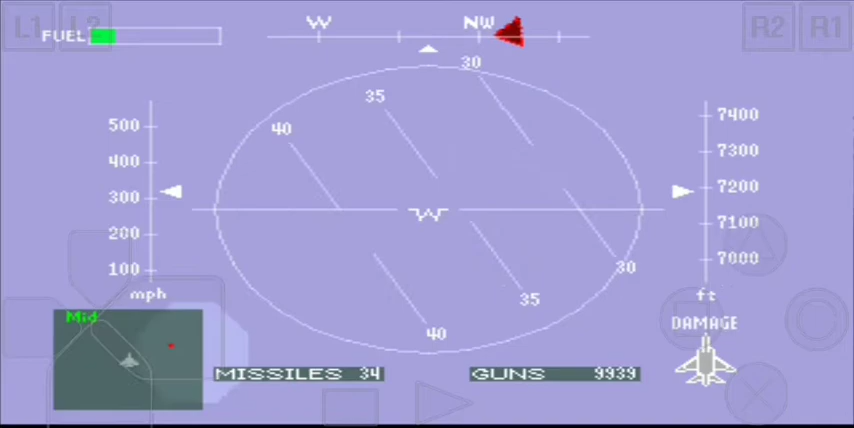 L1 L2 R2 R1
FUEL
W NW
30
35
40
500
400
300
200
100
mph
7400
7300
7200
7100
7000
ft
30
35
40
Mid
DAMAGE
MISSILES 34
GUNS 9939